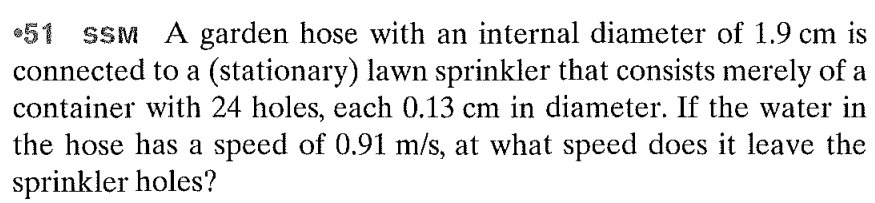 •51 SSM A garden hose with an internal diameter of 1.9 cm is
connected to a (stationary) lawn sprinkler that consists merely of a
container with 24 holes, each 0.13 cm in diameter. If the water in
the hose has a speed of 0.91 m/s, at what speed does it leave the
sprinkler holes?